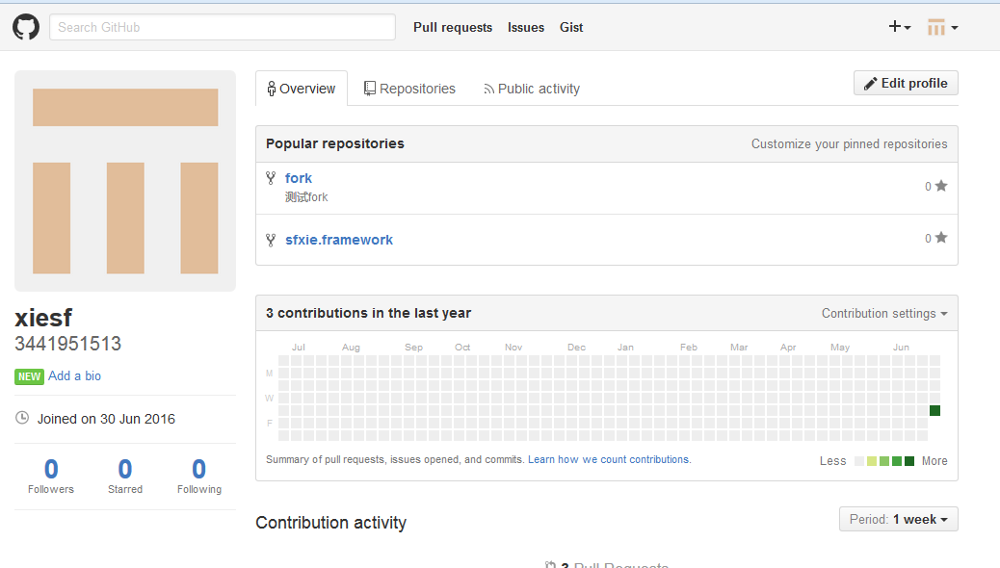 Search GitHub Pull requests Issues Gist
Overview Repositories Public activity Edit profile
Popular repositories Customize your pinned repositories
fork 0
测试fork
sfxie.framework 0
xiesf
3441951513
NEW Add a bio
Joined on 30 Jun 2016
0 0 0
Followers Starred Following
3 contributions in the last year Contribution settings
Jul Aug Sep Oct Nov Dec Jan Feb Mar Apr May Jun
M
W
F
Summary of pull requests, issues opened, and commits. Learn how we count contributions. Less More
Contribution activity Period: 1 week
3 Pull Requests